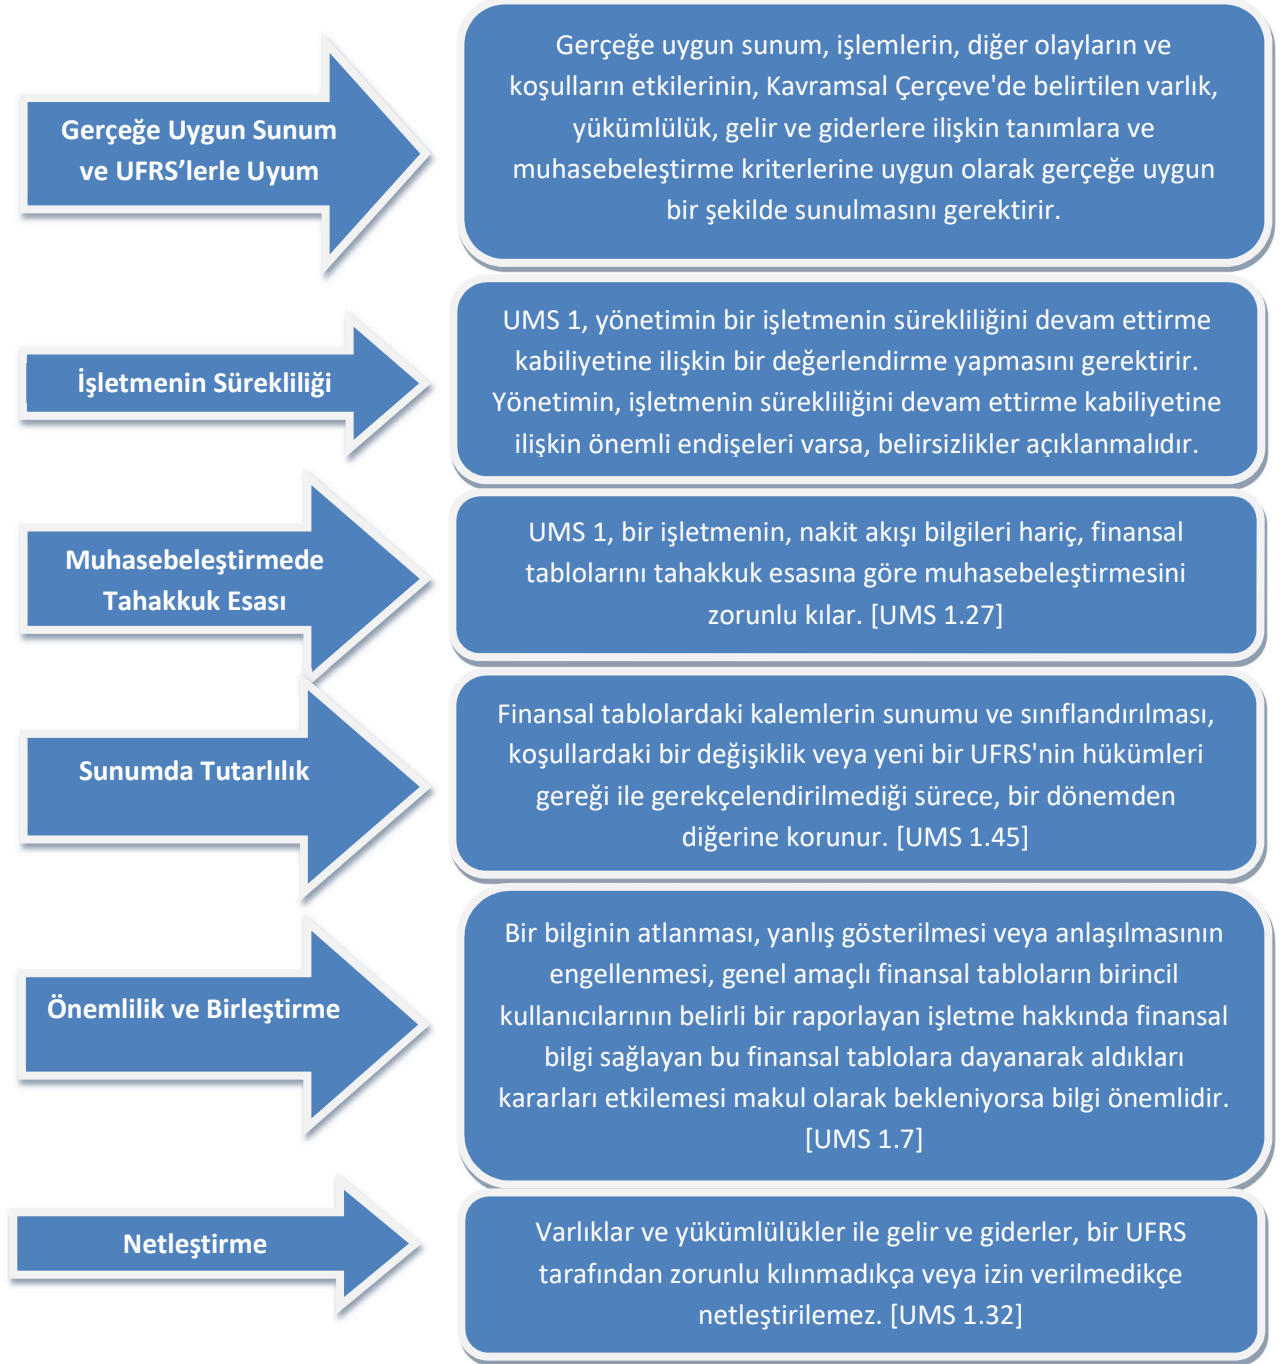 Gerçeğe Uygun Sunum
ve UFRS’lerle Uyum
Gerçeğe uygun sunum, işlemlerin, diğer olayların ve
koşulların etkilerinin, Kavramsal Çerçeve'de belirtilen varlık,
yükümlülük, gelir ve giderlere ilişkin tanımlara ve
muhasebeleştirme kriterlerine uygun olarak gerçeğe uygun
bir şekilde sunulmasını gerektirir.
İşletmenin Sürekliliği
UMS 1, yönetimin bir işletmenin sürekliliğini devam ettirme
kabiliyetine ilişkin bir değerlendirme yapmasını gerektirir.
Yönetimin, işletmenin sürekliliğini devam ettirme kabiliyetine
ilişkin önemli endişeleri varsa, belirsizlikler açıklanmalıdır.
Muhasebeleştirmede
Tahakkuk Esası
UMS 1, bir işletmenin, nakit akışı bilgileri hariç, finansal
tablolarını tahakkuk esasına göre muhasebeleştirmesini
zorunlu kılar. [UMS 1.27]
Sunumda Tutarlılık
Finansal tablolardaki kalemlerin sunumu ve sınıflandırılması,
koşullardaki bir değişiklik veya yeni bir UFRS'nin hükümleri
gereği ile gerekçelendirilmediği sürece, bir dönemden
diğerine korunur. [UMS 1.45]
Önemlilik ve Birleştirme
Bir bilginin atlanması, yanlış gösterilmesi veya anlaşılmasının
engellenmesi, genel amaçlı finansal tabloların birincil
kullanıcılarının belirli bir raporlayan işletme hakkında finansal
bilgi sağlayan bu finansal tablolara dayanarak aldıkları
kararları etkilemesi makul olarak bekleniyorsa bilgi önemlidir.
[UMS 1.7]
Netleştirme
Varlıklar ve yükümlülükler ile gelir ve giderler, bir UFRS
tarafından zorunlu kılınmadıkça veya izin verilmedikçe
netleştirilemez. [UMS 1.32]